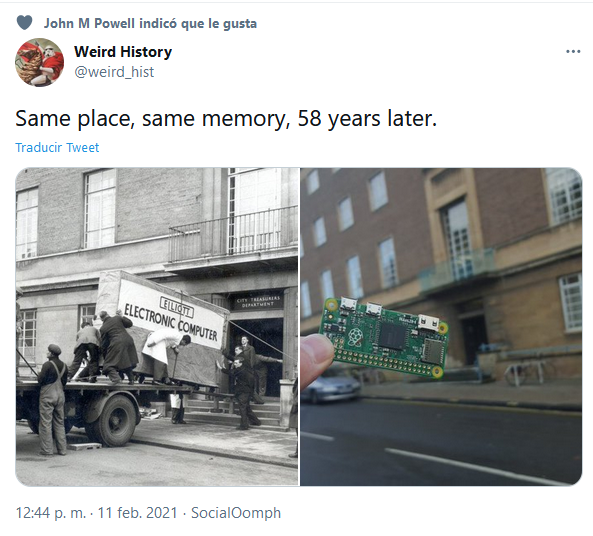 John M Powell indicó que le gusta
Weird History
@weird_hist
Same place, same memory, 58 years later.
Traducir Tweet
ELLIOTT
ELECTRONIC COMPUTER
CITY TREASURERS
DEPARTMENT
12:44 p. m. · 11 feb. 2021 · SocialOomph